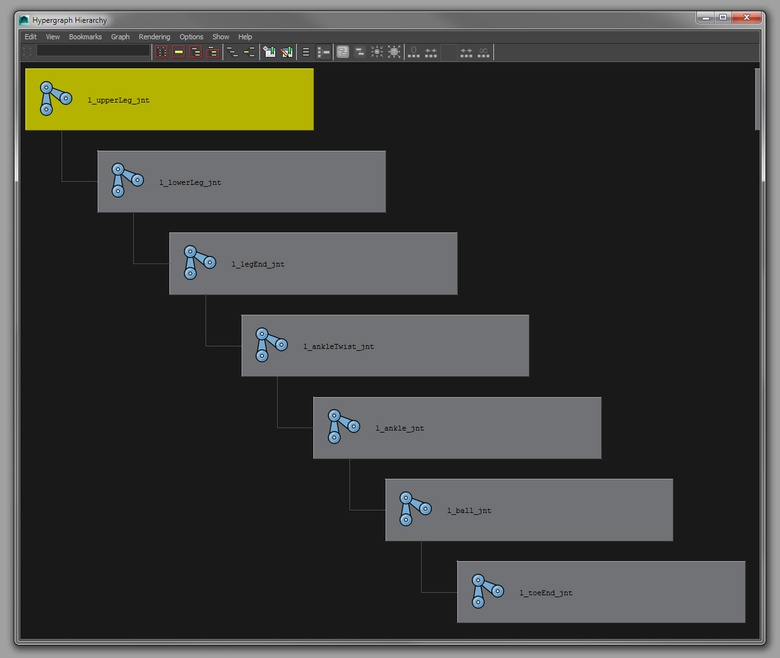 Hypergraph Hierarchy
Edit View Bookmarks Graph Rendering Options Show Help
l_upperLeg_jnt
l_lowerLeg_jnt
l_legEnd_jnt
l_ankleTwist_jnt
l_ankle_jnt
l_ball_jnt
l_toeEnd_jnt